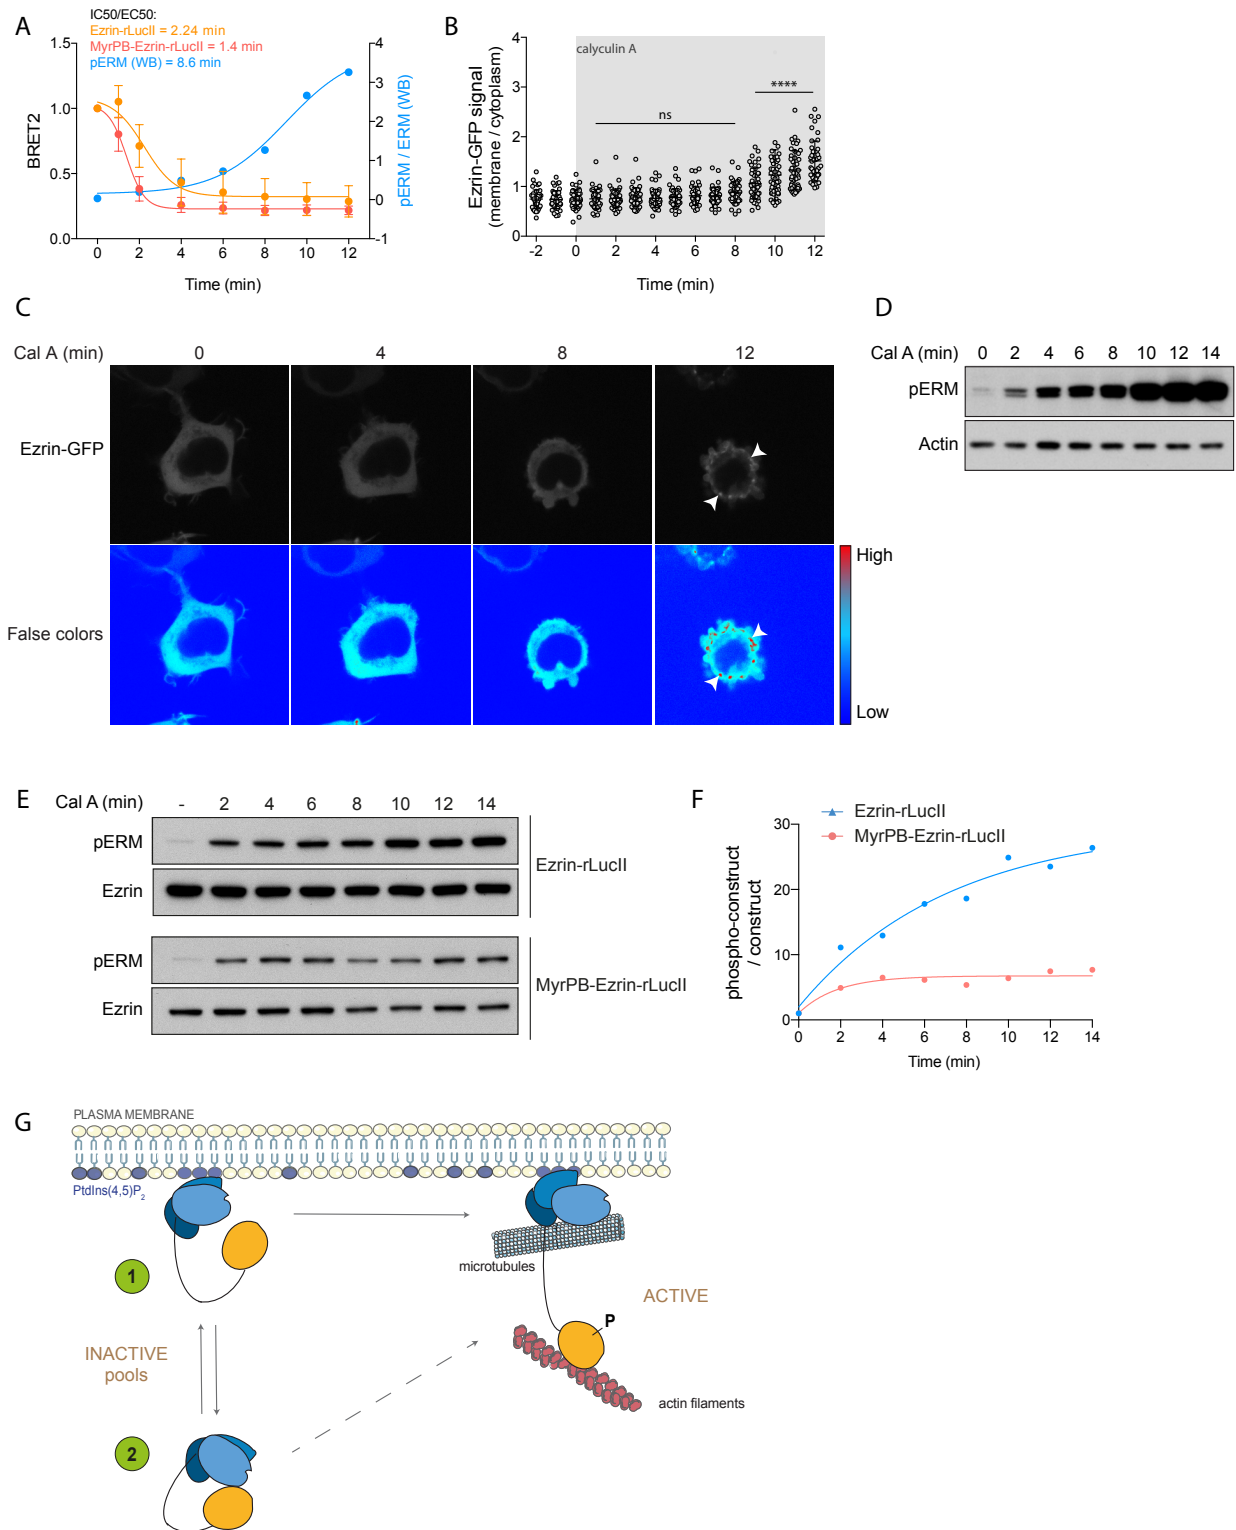 A
IC50/EC50:
Ezrin-rLucII = 2.24 min
MyrPB-Ezrin-rLucII = 1.4 min
pERM (WB) = 8.6 min
1.5
1.0
0.5
0.0
BRET2
4
3
2
1
0
-1
pERM / ERM (WB)
0 2 4 6 8 10 12
Time (min)
B
calyculin A
ns
****
4
3
2
1
0
Ezrin-GFP signal
(membrane / cytoplasm)
-2 0 2 4 6 8 10 12
Time (min)
C
Cal A (min) 0 4 8 12
Ezrin-GFP
False colors
High
Low
D
Cal A (min) 0 2 4 6 8 10 12 14
pERM
Actin
E
Cal A (min) - 2 4 6 8 10 12 14
pERM
Ezrin
Ezrin-rLucII
pERM
Ezrin
MyrPB-Ezrin-rLucII
F
Ezrin-rLucII
MyrPB-Ezrin-rLucII
30
20
10
0
phospho-construct
/ construct
0 2 4 6 8 10 12 14
Time (min)
G
PLASMA MEMBRANE
PtdIns(4,5)P2
microtubules
1
ACTIVE
P
INACTIVE
pools
actin filaments
2